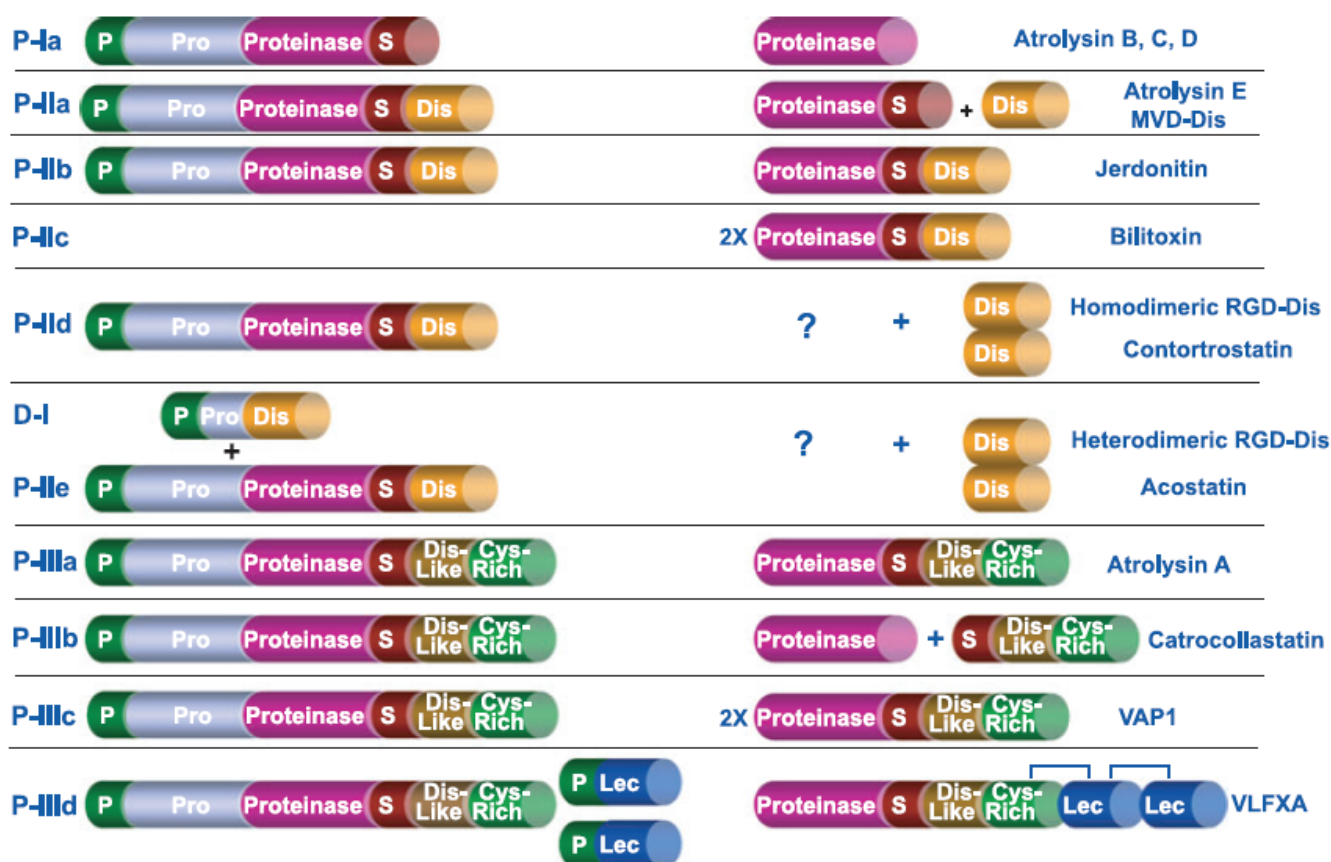 P-Ia P Pro Proteinase S Proteinase Atrolysin B, C, D
P-IIa P Pro Proteinase S Dis Proteinase S + Dis Atrolysin E
MVD-Dis
P-IIb P Pro Proteinase S Dis Proteinase S Dis Jerdonitin
P-IIc 2X Proteinase S Dis Bilitoxin
P-IId P Pro Proteinase S Dis ? + Dis Homodimeric RGD-Dis
Dis Contortrostatin
D-I P Pro Dis
+ ? + Dis Heterodimeric RGD-Dis
P-IIe P Pro Proteinase S Dis Dis Acostatin
P-IIIa P Pro Proteinase S Dis- Cys- Proteinase S Dis- Cys- Atrolysin A
Like Rich Like Rich
P-IIIb P Pro Proteinase S Dis- Cys- Proteinase + S Dis- Cys- Catrocollastatin
Like Rich Like Rich
P-IIIc P Pro Proteinase S Dis- Cys- 2X Proteinase S Dis- Cys- VAP1
Like Rich Like Rich
P Lec
P-IIId P Pro Proteinase S Dis- Cys- Proteinase S Dis- Cys- Lec Lec VLFXA
Like Rich Like Rich
P Lec